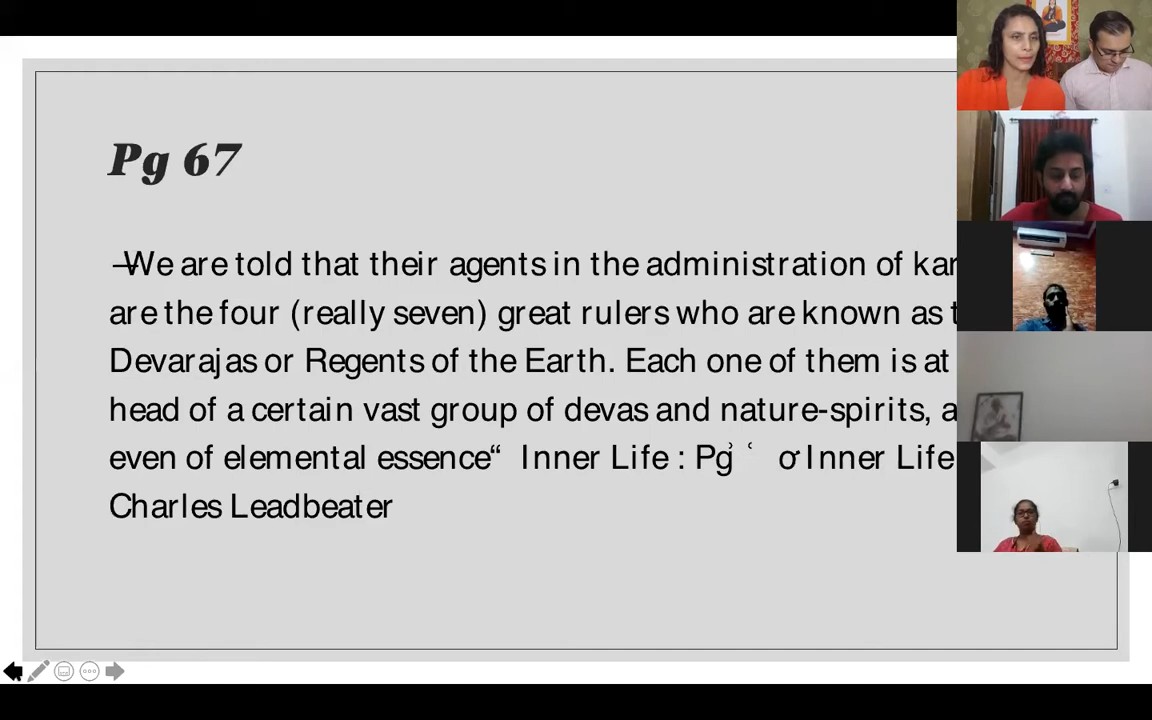 Pg 67
We are told that their agents in the administration of kar
are the four (really seven) great rulers who are known as t
Devarajas or Regents of the Earth. Each one of them is at
head of a certain vast group of devas and nature-spirits, a
even of elemental essence“ Inner Life : Pg Inner Life
Charles Leadbeater